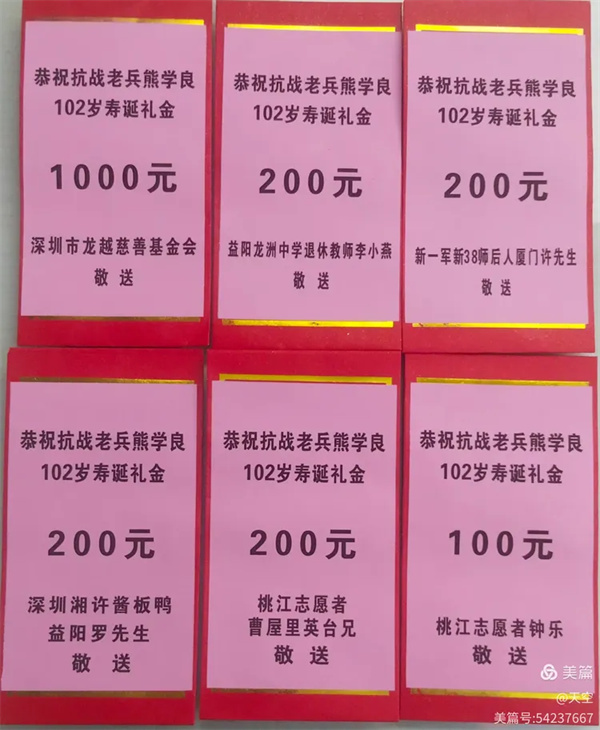 恭祝抗战老兵熊学良
102岁寿诞礼金
1000元
深圳市龙越慈善基金会
敬 送
恭祝抗战老兵熊学良
102岁寿诞礼金
200元
益阳龙洲中学退休教师李小燕
敬 送
恭祝抗战老兵熊学良
102岁寿诞礼金
200元
新一军新38师后人厦门许先生
敬 送
恭祝抗战老兵熊学良
102岁寿诞礼金
200元
深圳湘许酱板鸭
益阳罗先生
敬 送
恭祝抗战老兵熊学良
102岁寿诞礼金
200元
桃江志愿者
曹屋里英台兄
敬 送
恭祝抗战老兵熊学良
102岁寿诞礼金
100元
桃江志愿者钟乐
敬 送
美篇
@天空
美篇号:54237667